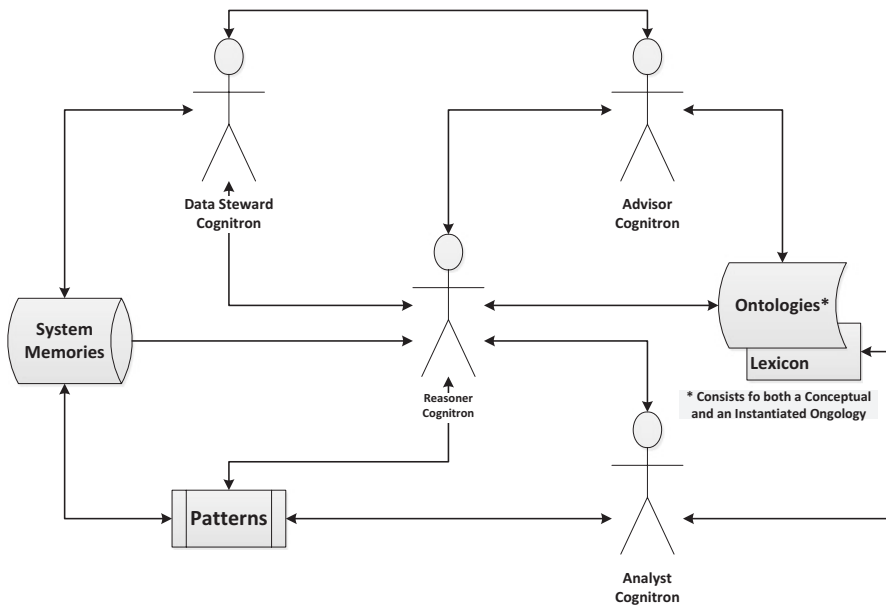 Data Steward
Cognitron
Advisor
Cognitron
System
Memories
Ontologies*
Lexicon
Reasoner
Cognitron
* Consists fo both a Conceptual
and an Instantiated Ongology
Patterns
Analyst
Cognitron